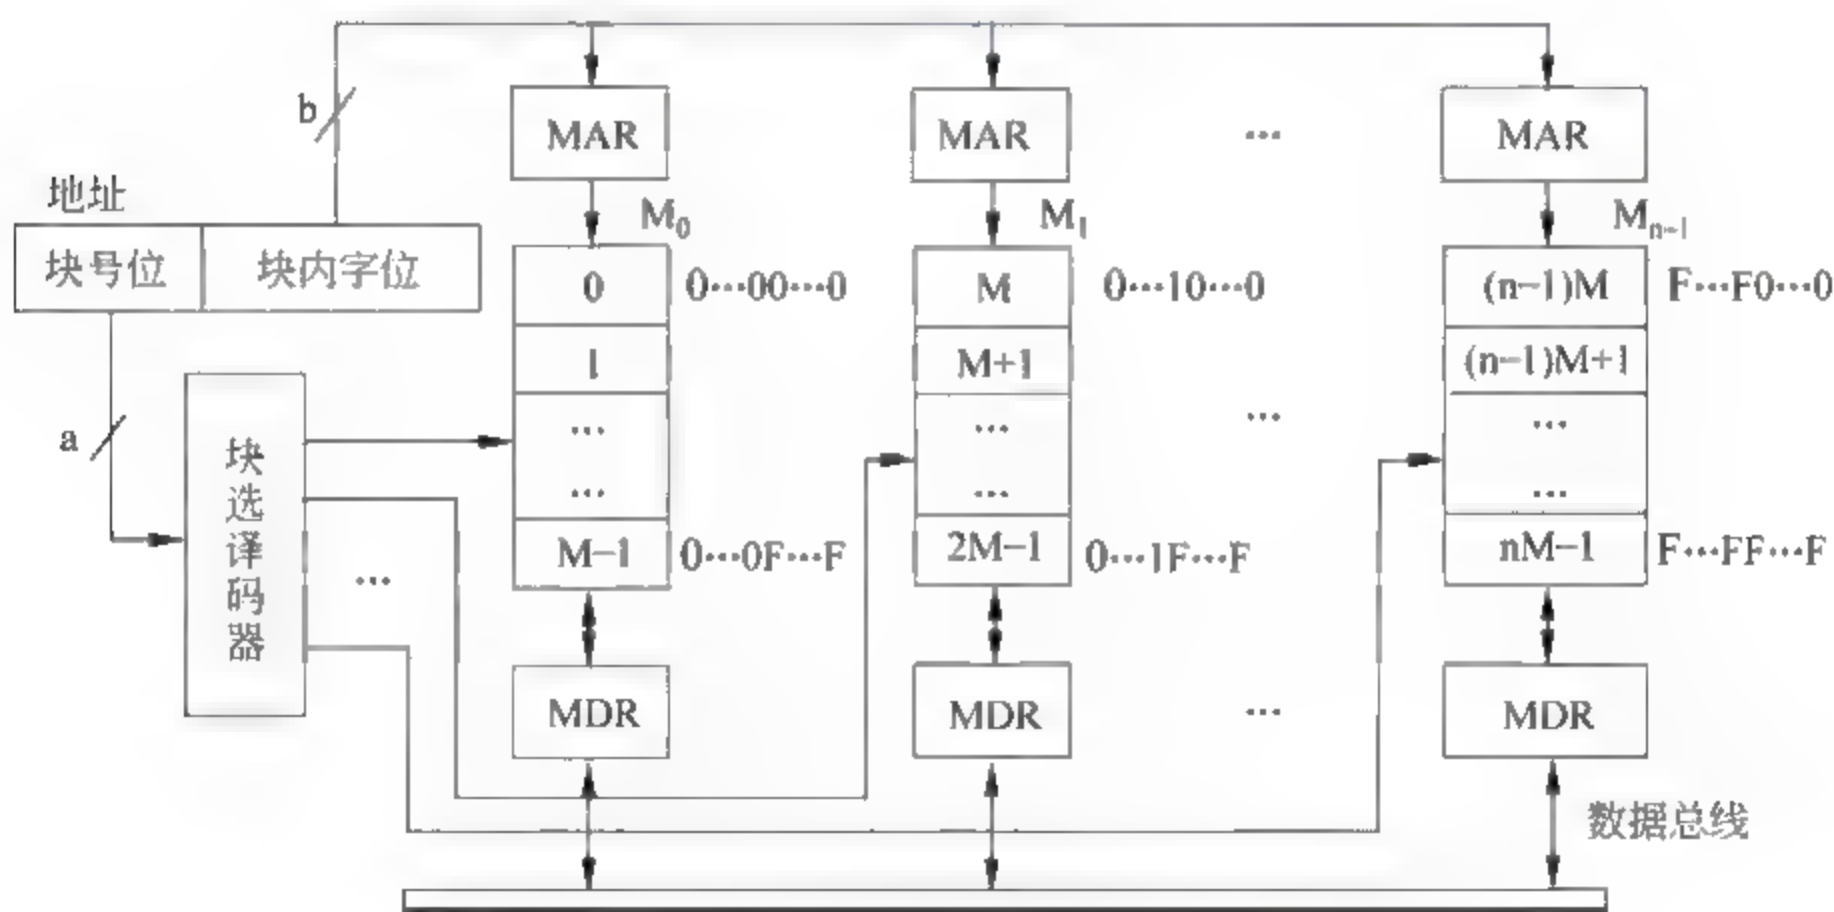 b
MAR
MAR
…
MAR
地址
M₀
M₁
Mₙ₋₁
块号位
块内字位
0
0…00…0
M
0…10…0
(n-1)M
F…F0…0
1
M+1
(n-1)M+1
a
块选译码器
…
…
…
…
…
…
…
…
M-1
0…0F…F
2M-1
0…1F…F
nM-1
F…FF…F
MDR
MDR
…
MDR
数据总线